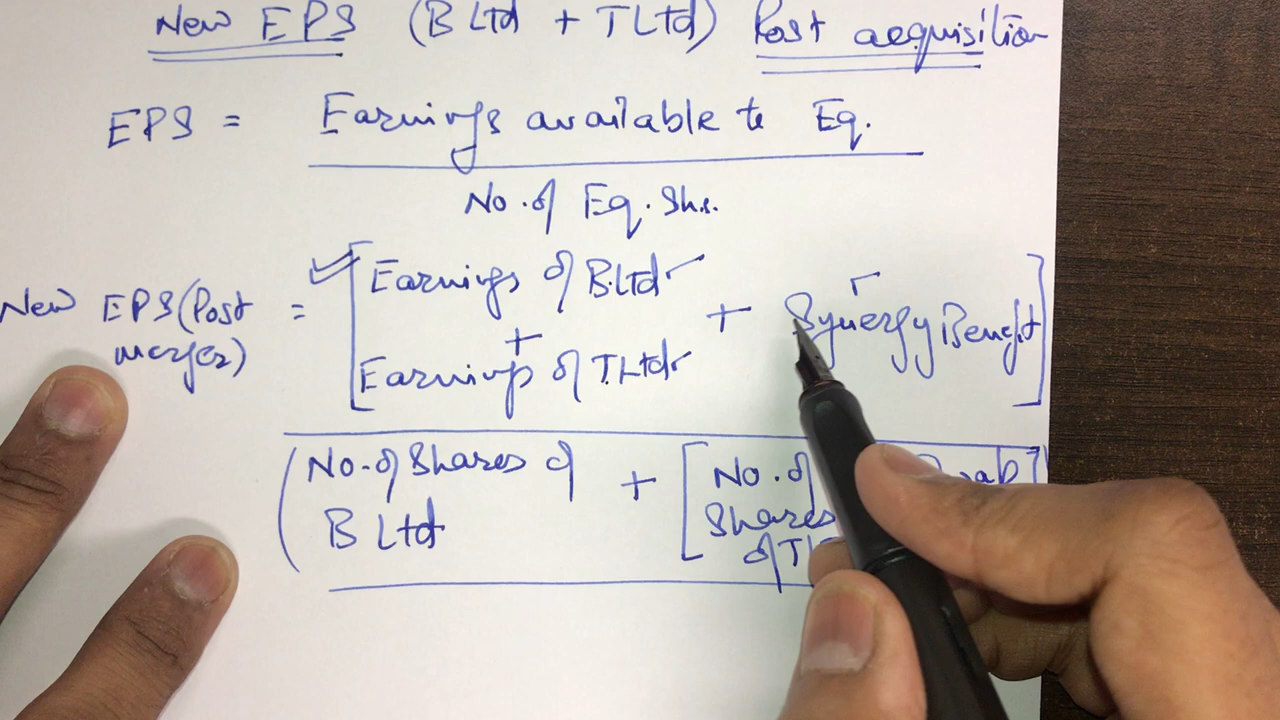 New EPS (B Ltd + T Ltd) Post acquisition
EPS = Earnings available to Eq.
No. of Eq. Shs.
New EPS (Post merger) = [Earnings of B.Ltd + Earnings of T.Ltd + Synergy Benefit]
(No. of Shares of B Ltd + [No. of Shares of T